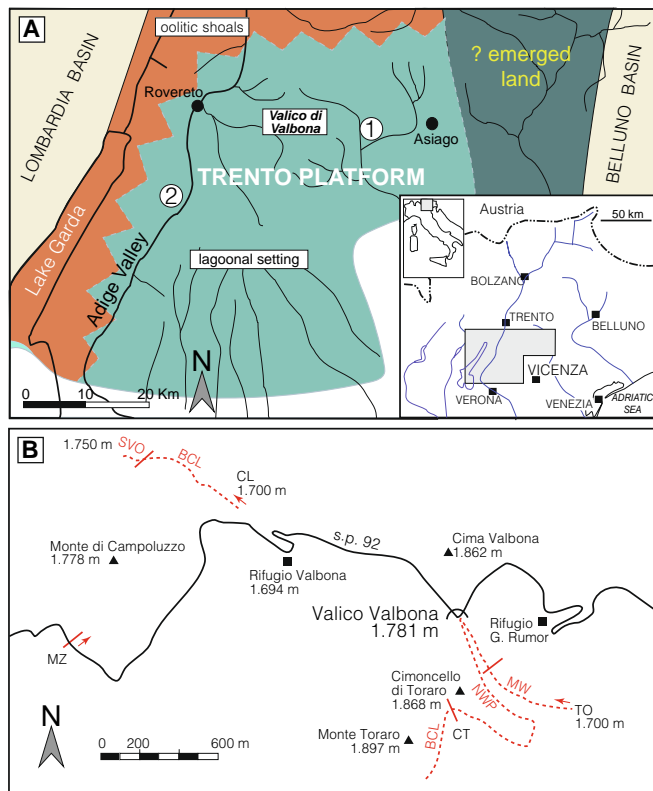 A
oolitic shoals
LOMBARDIA BASIN
? emerged
land
BELLUNO BASIN
Rovereto
Valico di
Valbona
1
Asiago
2
TRENTO PLATFORM
Lake Garda
Adige Valley
lagoonal setting
N
0 10 20 Km
Austria
50 km
BOLZANO
TRENTO
BELLUNO
VICENZA
VERONA
VENEZIA
ADRIATIC
SEA
B
1.750 m
SVO
BCL
CL
1.700 m
s.p. 92
Monte di Campoluzzo
1.778 m
Rifugio Valbona
1.694 m
Cima Valbona
1.862 m
Valico Valbona
1.781 m
Rifugio
G. Rumor
MZ
Cimoncello
di Toraro
1.868 m
MW
NWP
TO
1.700 m
N
Monte Toraro
1.897 m
BCL
CT
0 200 400 600 m